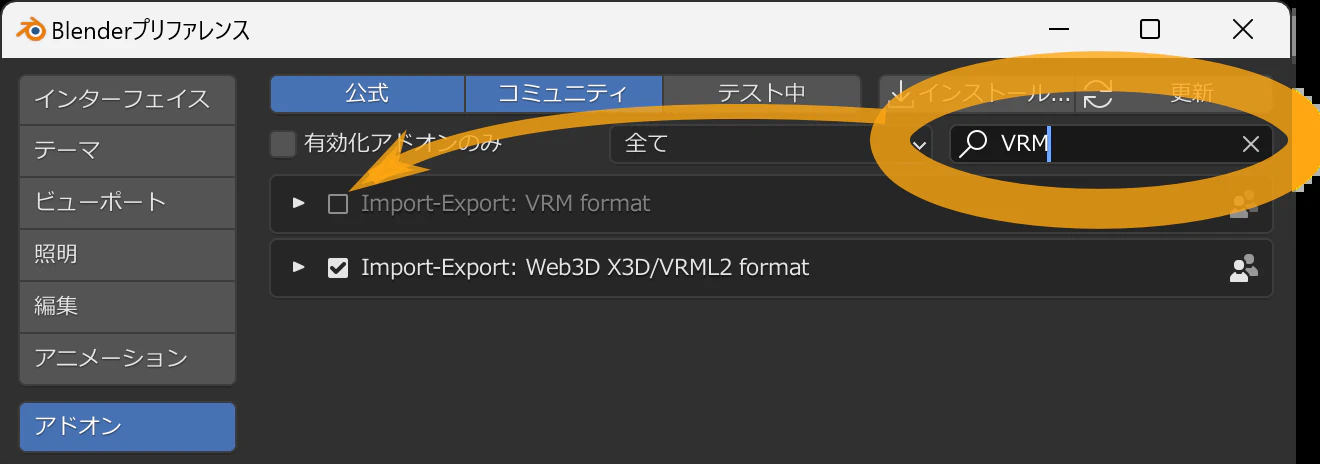 Blenderプリファレンス
インターフェイス
テーマ
ビューポート
照明
編集
アニメーション
アドオン
公式 コミュニティ テスト中 インストール... 更新
有効化アドオンのみ 全て VRM
Import-Export: VRM format
Import-Export: Web3D X3D/VRML2 format